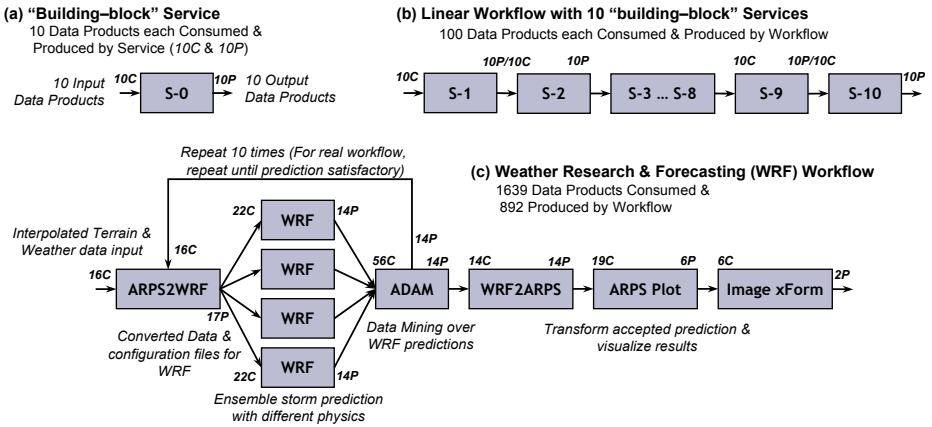 (a) “Building–block” Service
10 Data Products each Consumed &
Produced by Service (10C & 10P)
10 Input
Data Products
10C
S-0
10P
10 Output
Data Products
(b) Linear Workflow with 10 “building–block” Services
100 Data Products each Consumed & Produced by Workflow
10C
S-1
10P/10C
S-2
10P
S-3 ... S-8
10C
S-9
10P/10C
S-10
10P
Repeat 10 times (For real workflow,
repeat until prediction satisfactory)
(c) Weather Research & Forecasting (WRF) Workflow
1639 Data Products Consumed &
892 Produced by Workflow
Interpolated Terrain &
Weather data input
16C
16C
ARPS2WRF
17P
Converted Data &
configuration files for
WRF
22C
WRF
14P
WRF
WRF
22C
WRF
14P
Ensemble storm prediction
with different physics
14P
56C
14P
ADAM
Data Mining over
WRF predictions
14C
14P
WRF2ARPS
19C
6P
ARPS Plot
6C
Image xForm
2P
Transform accepted prediction &
visualize results